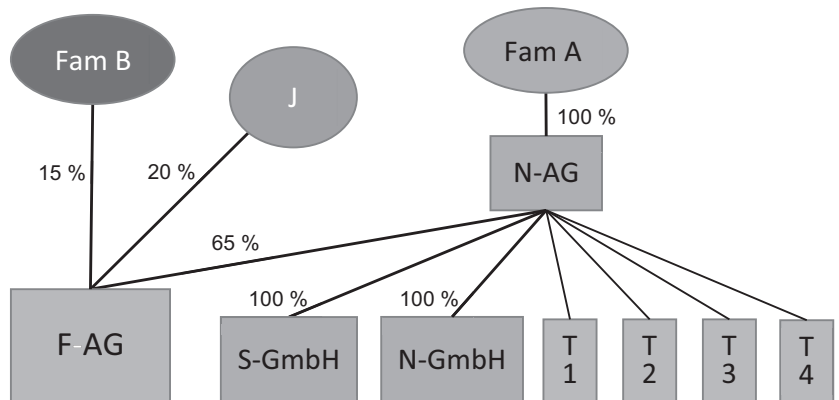 Fam B
J
Fam A
100 %
15 %
20 %
N-AG
65 %
100 %
100 %
F-AG
S-GmbH
N-GmbH
T
1
T
2
T
3
T
4